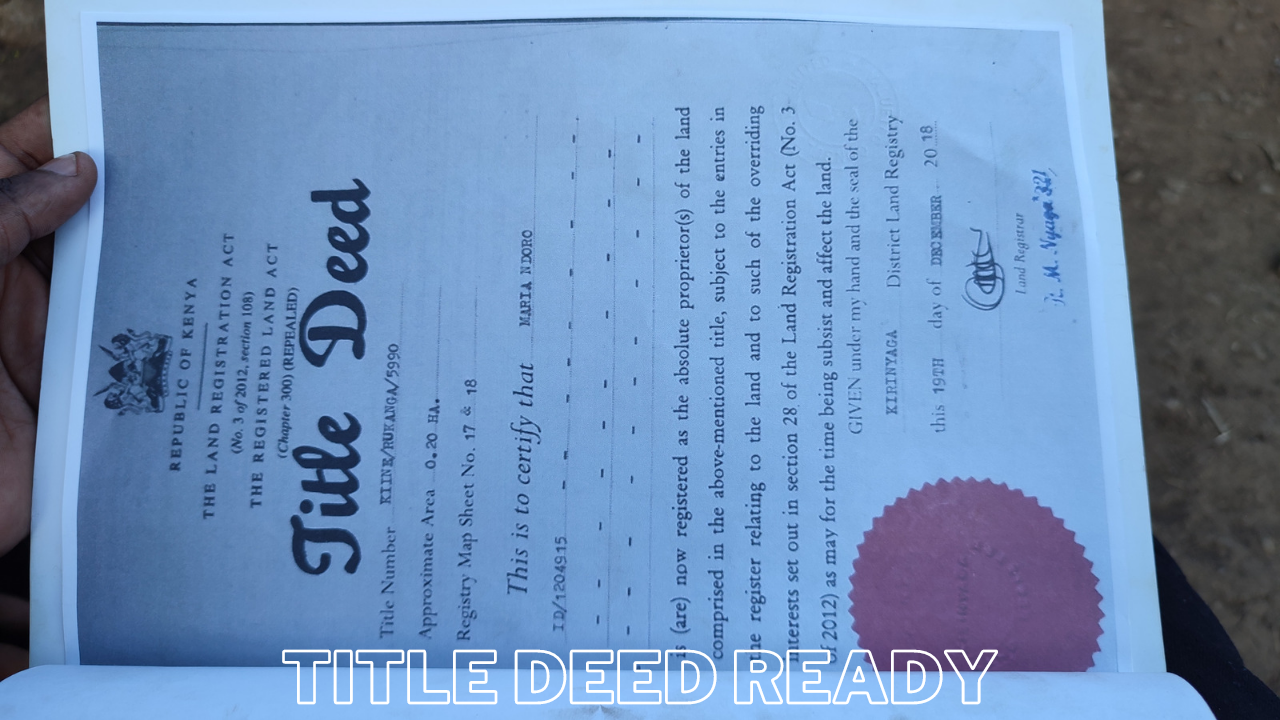 REPUBLIC OF KENYA
THE LAND REGISTRATION ACT
(No. 3 of 2012, section 108)
THE REGISTERED LAND ACT
(Chapter 300) (REPEALED)
Title Deed
Title Number KIINE/RUKANGA/5990
Approximate Area 0.20 HA.
Registry Map Sheet No. 17 & 18
This is to certify that MARIA NDORO
ID/1204915
is (are) now registered as the absolute proprietor(s) of the land
comprised in the above-mentioned title, subject to the entries in
the register relating to the land and to such of the overriding
interests set out in section 28 of the Land Registration Act (No. 3
of 2012) as may for the time being subsist and affect the land.
GIVEN under my hand and the seal of the
KIRINYAGA District Land Registry
this 19TH day of DECEMBER 2018
Land Registrar
M. Nyaga
TITLE DEED READY